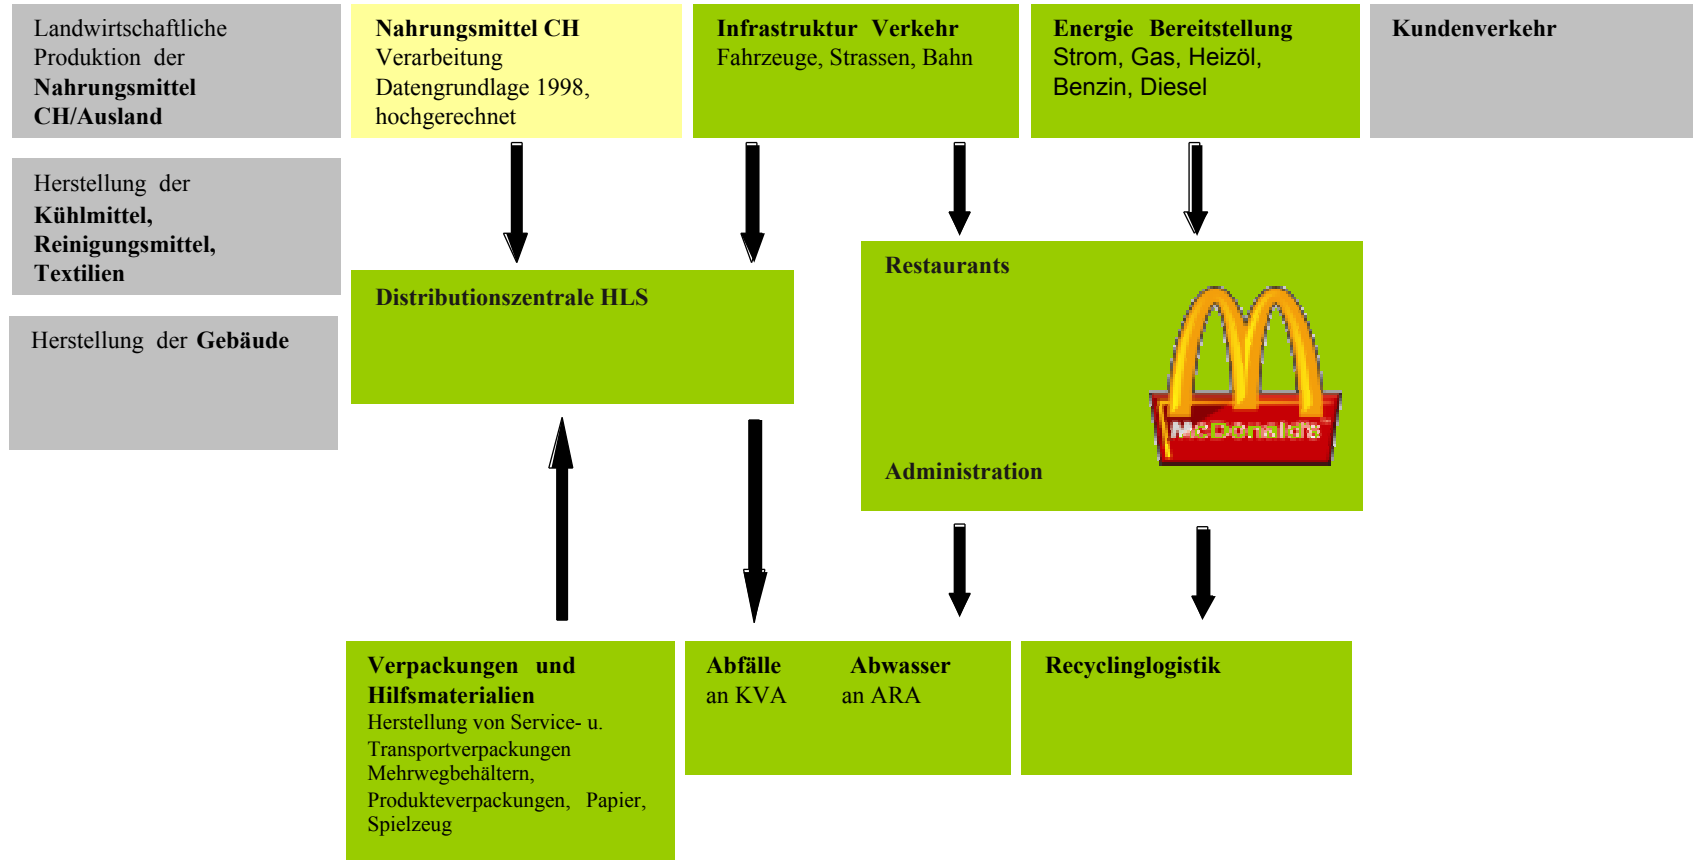 Landwirtschaftliche
Produktion der
Nahrungsmittel
CH/Ausland
Nahrungsmittel CH
Verarbeitung
Datengrundlage 1998,
hochgerechnet
Infrastruktur Verkehr
Fahrzeuge, Strassen, Bahn
Energie Bereitstellung
Strom, Gas, Heizöl,
Benzin, Diesel
Kundenverkehr
Herstellung der
Kühlmittel,
Reinigungsmittel,
Textilien
Herstellung der Gebäude
Distributionszentrale HLS
Restaurants
McDonald's
Administration
Verpackungen und
Hilfsmaterialien
Herstellung von Service- u.
Transportverpackungen
Mehrwegbehältern,
Produkteverpackungen, Papier,
Spielzeug
Abfälle Abwasser
an KVA an ARA
Recyclinglogistik